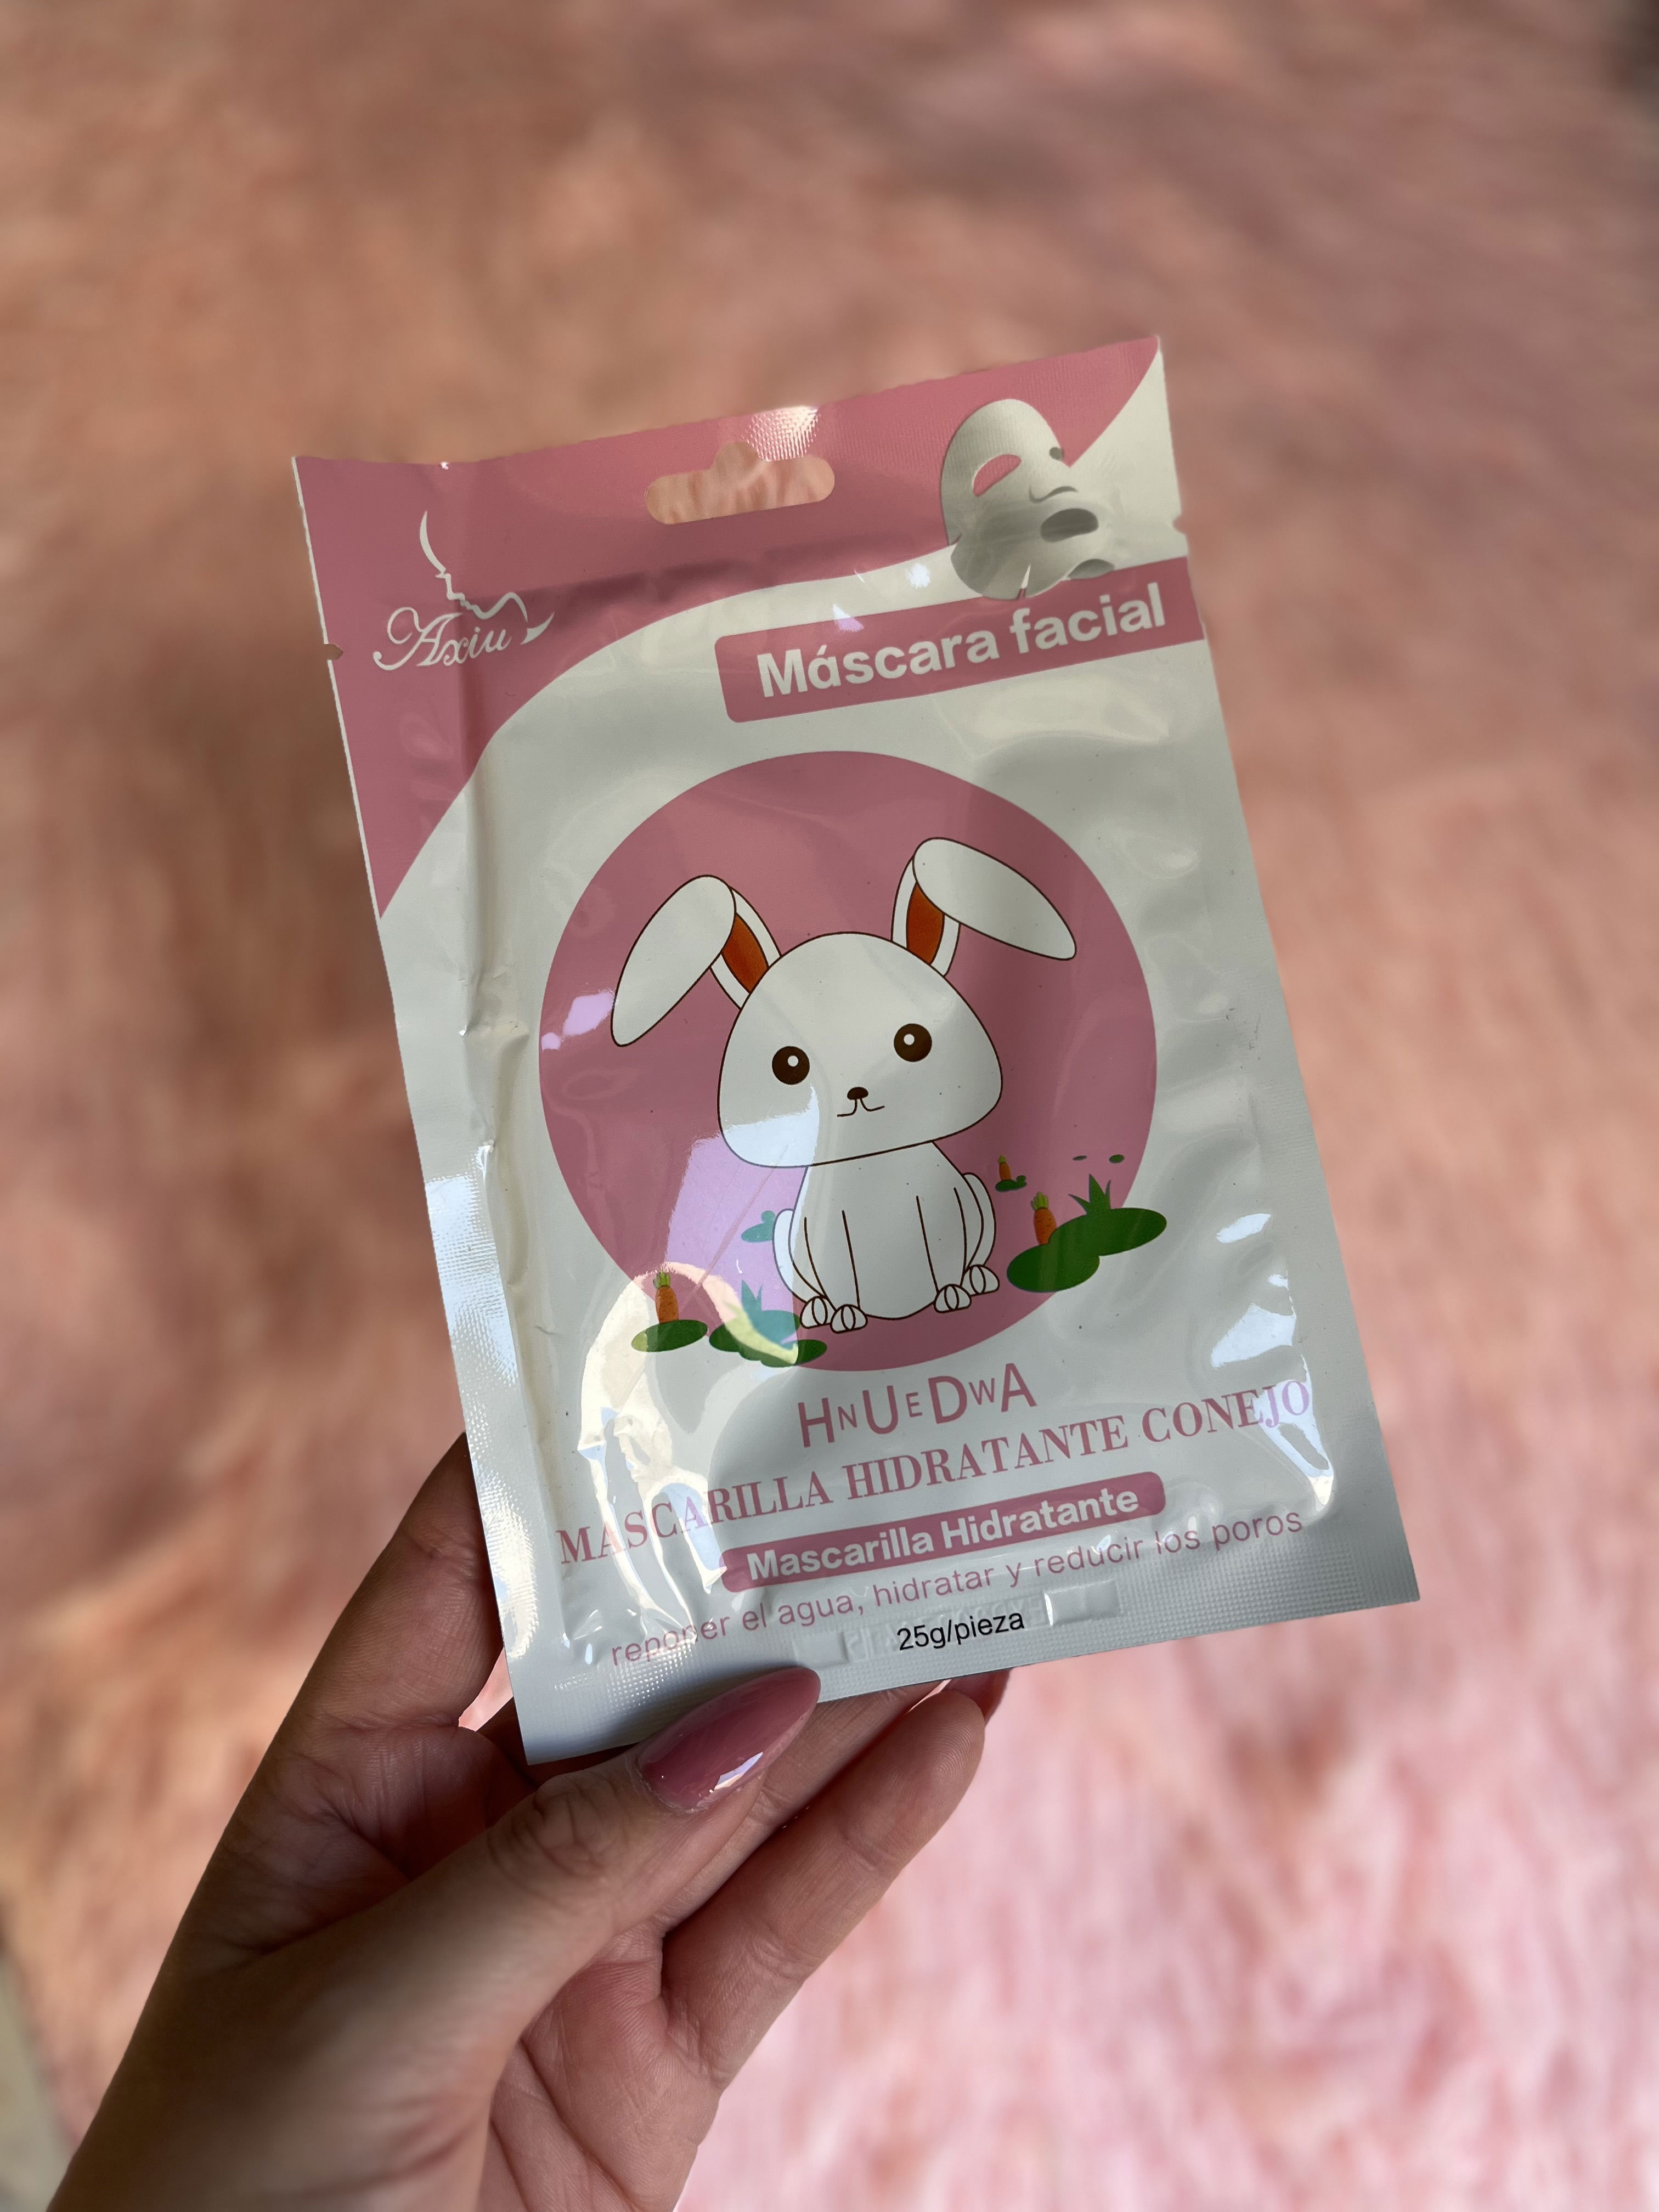 Axiu
Máscara facial
HNUEDWA
MASCARILLA HIDRATANTE CONEJO
Mascarilla Hidratante
reponer el agua, hidratar y reducir los poros
25g/pieza